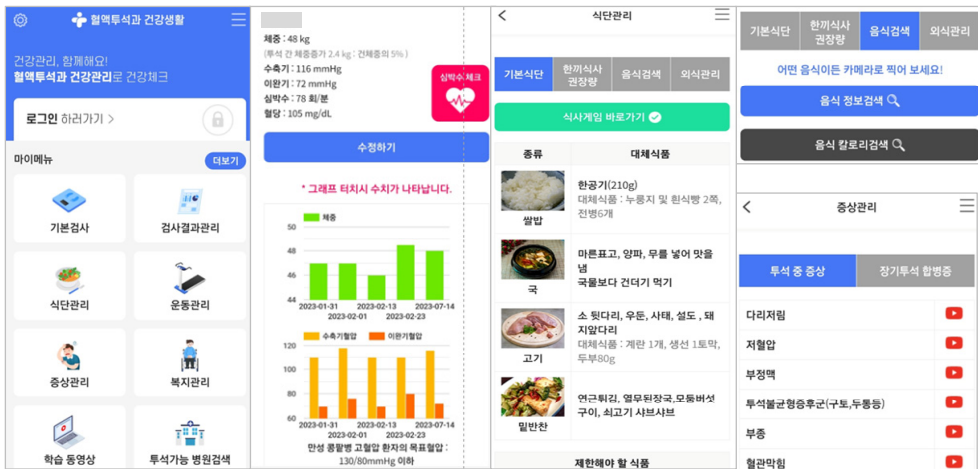 혈액투석과 건강생활
건강관리, 함께해요!
혈액투석과 건강관리로 건강체크
로그인 하러가기 >
마이메뉴
더보기
기본검사
검사결과관리
식단관리
운동관리
증상관리
복지관리
학습 동영상
투석가능 병원검색
체중 : 48 kg
(투석 간 체중증가 2.4 kg : 건체중의 5% )
수축기 : 116 mmHg
이완기 : 72 mmHg
심박수 : 78 회/분
혈당 : 105 mg/dL
심박수 체크
수정하기
* 그래프 터치시 수치가 나타납니다.
체중
50
48
46
44
2023-01-31
2023-02-13
2023-07-14
2023-02-01
2023-02-23
수축기혈압
이완기혈압
120
100
80
60
2023-01-31
2023-02-13
2023-07-14
2023-02-01
2023-02-23
만성 콩팥병 고혈압 환자의 목표혈압 :
130/80mmHg 이하
식단관리
기본식단
한끼식사
권장량
음식검색
외식관리
식사게임 바로가기
종류
대체식품
쌀밥
한공기(210g)
대체식품 : 누룽지 및 흰식빵 2쪽,
전병6개
국
마른표고, 양파, 무를 넣어 맛을
냄
국물보다 건더기 먹기
고기
소 뒷다리, 우둔, 사태, 설도 , 돼
지앞다리
대체식품 : 계란 1개, 생선 1토막,
두부80g
밑반찬
연근튀김, 열무된장국,모둠버섯
구이, 쇠고기 샤브샤브
제한해야 할 식품
기본식단
한끼식사
권장량
음식검색
외식관리
어떤 음식이든 카메라로 찍어 보세요!
음식 정보검색
음식 칼로리검색
증상관리
투석 중 증상
장기투석 합병증
다리저림
저혈압
부정맥
투석불균형증후군(구토,두통등)
부종
혈관막힘